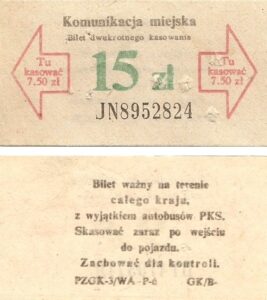 Komunikacja miejska
Bilet dwukrotnego kasowania
Tu
kasować
7.50 zł
15 zł
Tu
kasować
7.50 zł
JN8952824
Bilet ważny na terenie
całego kraju,
z wyjątkiem autobusów PKS.
Skasować zaraz po wejściu
do pojazdu.
Zachować dla kontroli.
PZGK-3/WA -P-6 GK/B-